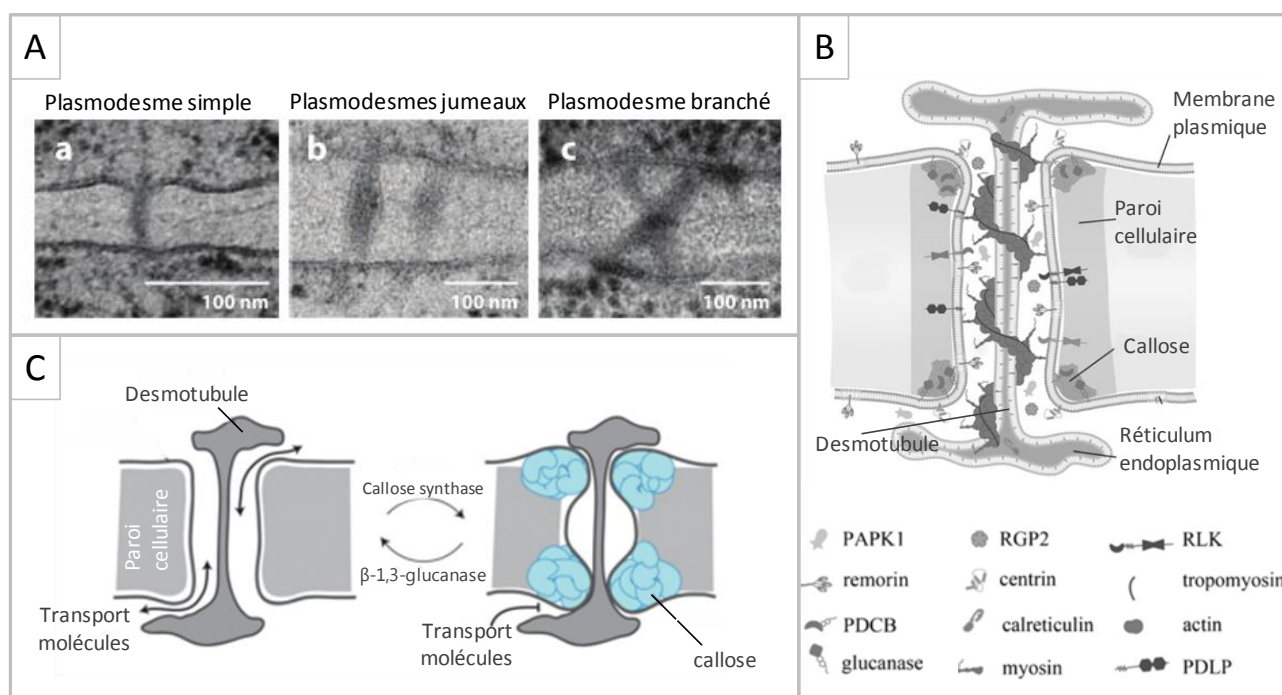 A
Plasmodesme simple
Plasmodesmes jumeaux
Plasmodesme branché
a
100 nm
b
100 nm
c
100 nm
B
Membrane
plasmique
Paroi
cellulaire
Callose
Desmotubule
Réticulum
endoplasmique
PAPK1
RGP2
RLK
remorin
centrin
tropomyosin
PDCB
calreticulin
actin
glucanase
myosin
PDLP
C
Desmotubule
Paroi
cellulaire
Transport
molécules
Callose synthase
β-1,3-glucanase
Transport
molécules
callose